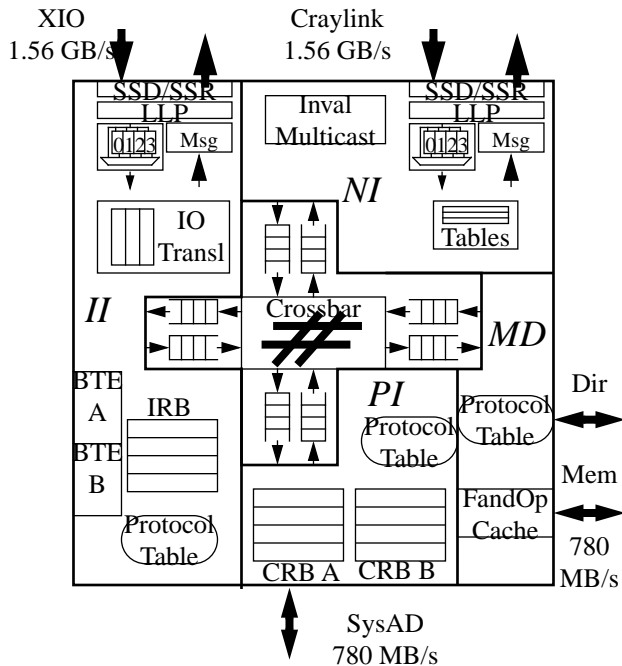 XIO
1.56 GB/s
Craylink
1.56 GB/s
SSD/SSR
LLP
0123
Msg
IO
Transl
II
Inval
Multicast
NI
SSD/SSR
LLP
0123
Msg
Tables
Crossbar
MD
PI
BTE
A
BTE
B
IRB
Protocol
Table
Protocol
Table
Protocol
Table
CRB A
CRB B
FandOp
Cache
Dir
Mem
780
MB/s
SysAD
780 MB/s